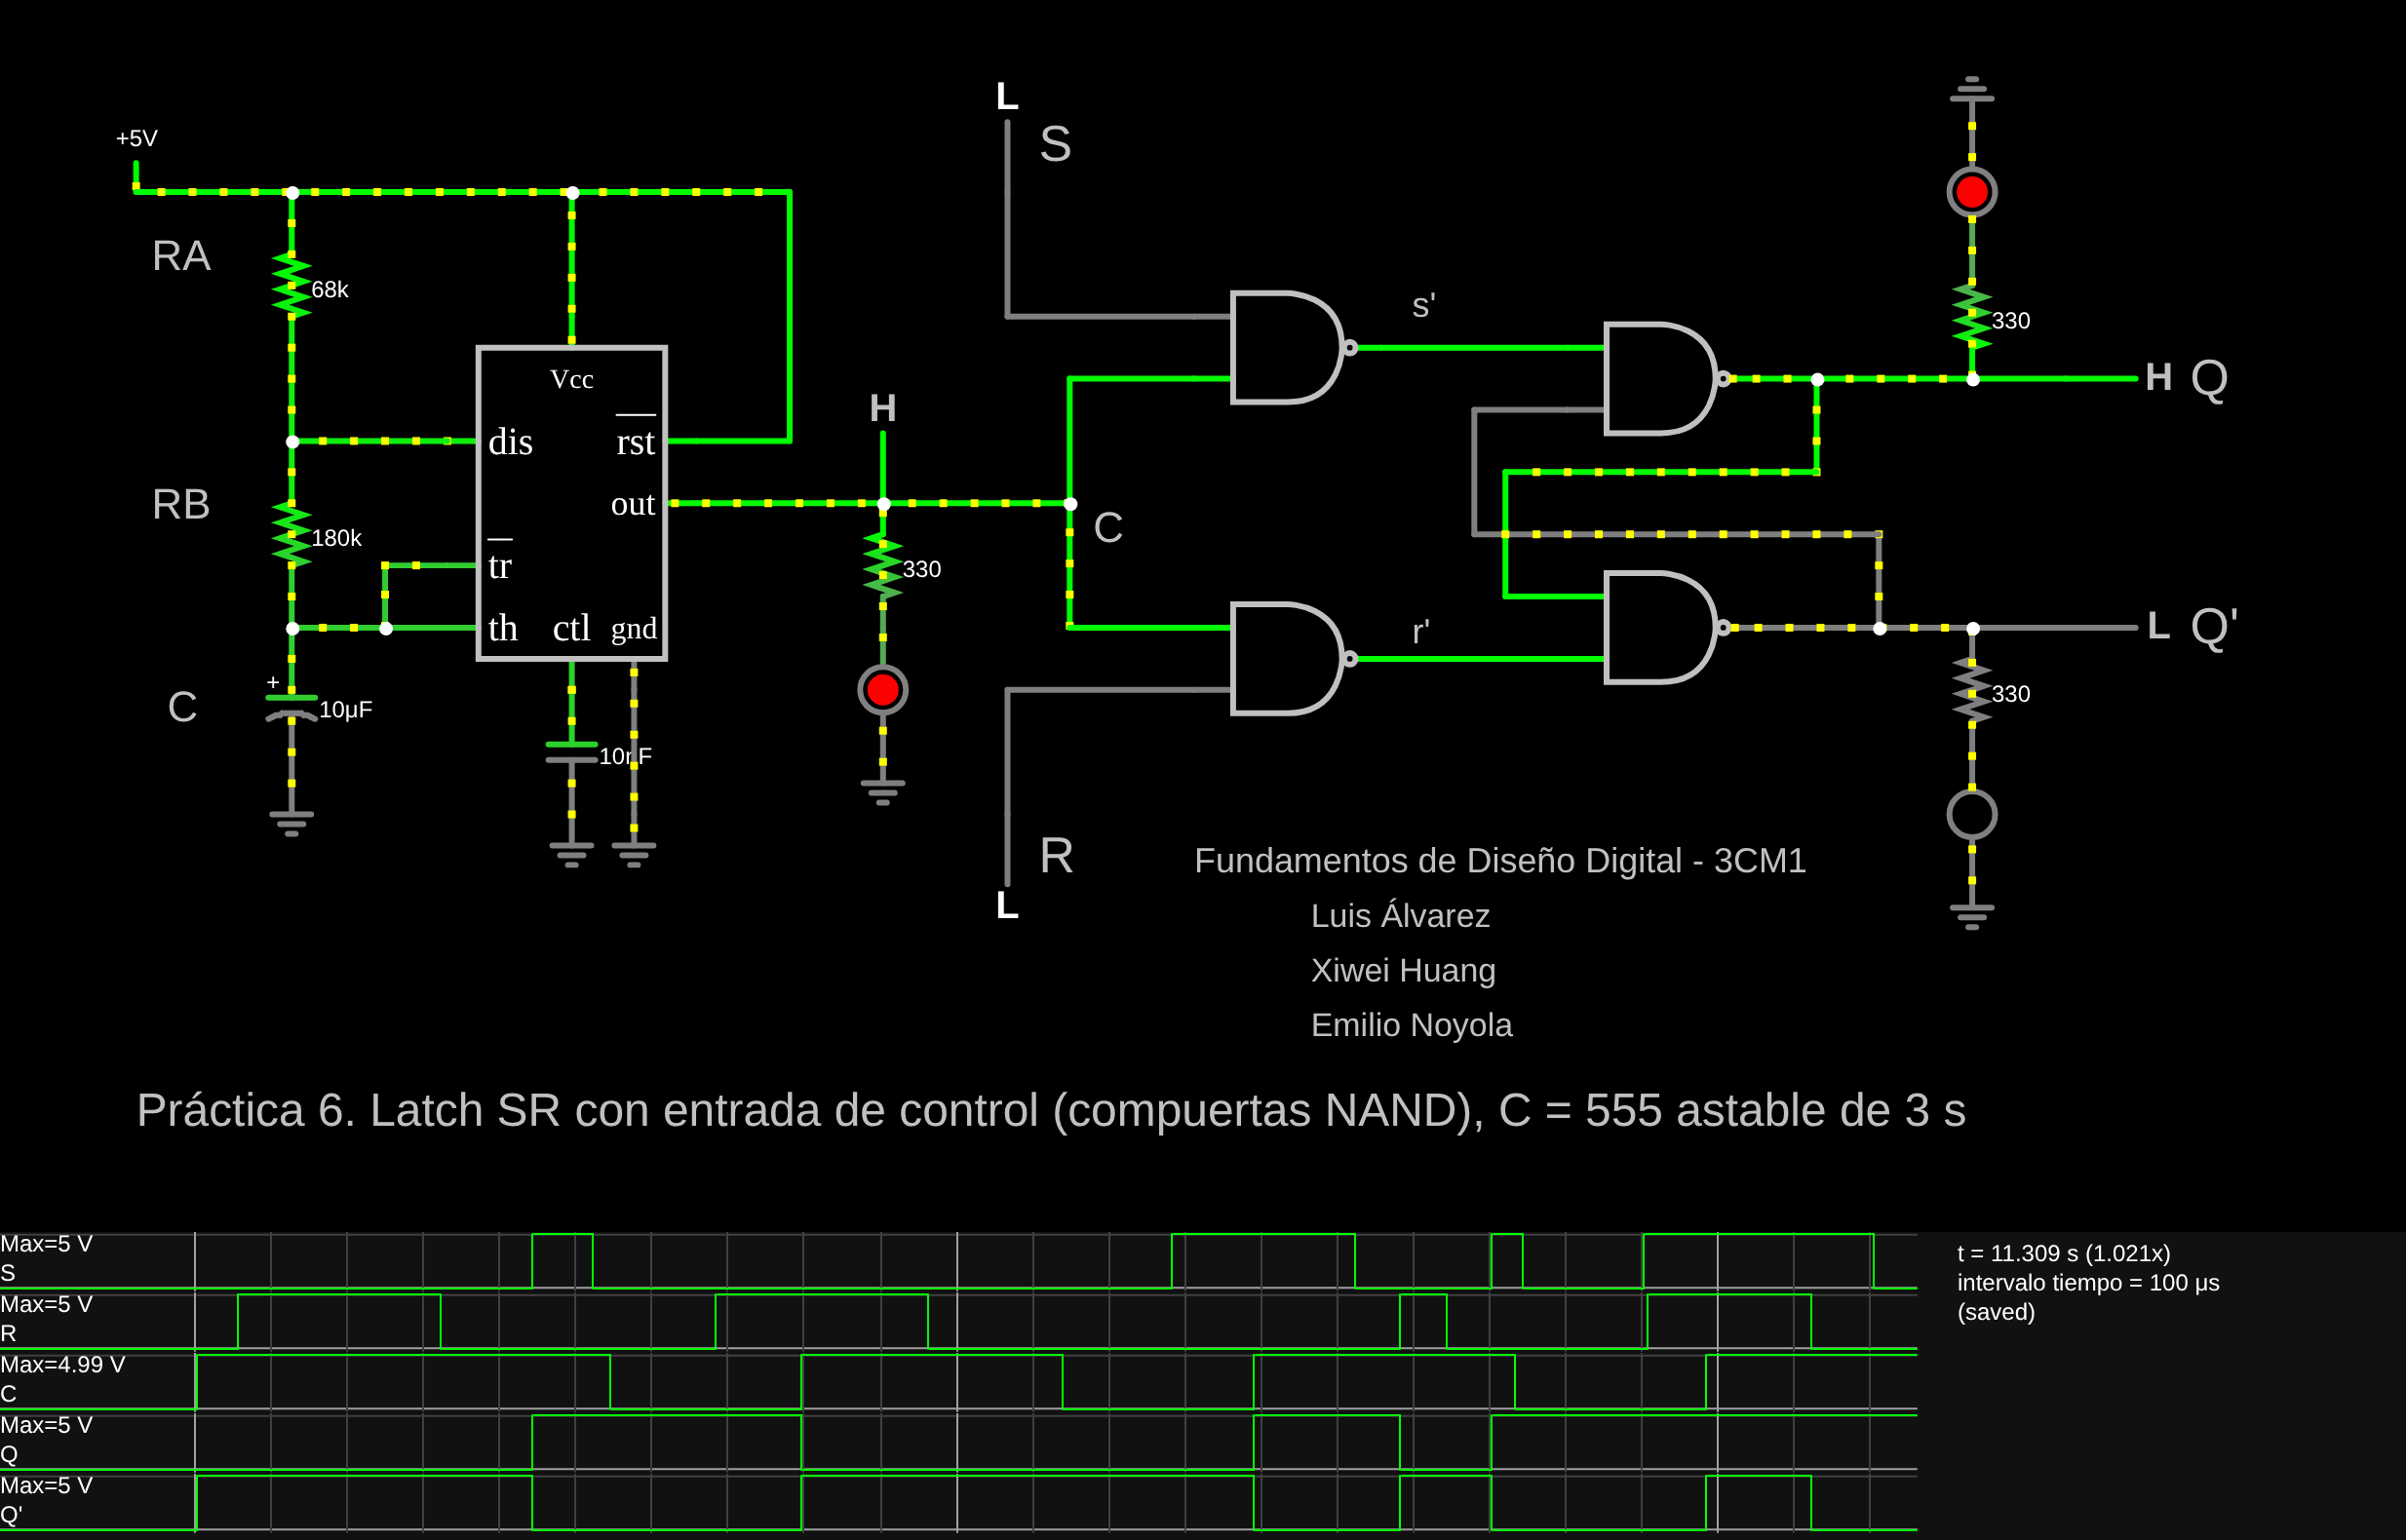 L
S
+5V
RA
68k
Vcc
dis
rst
RB
180k
out
tr
th
ctl
gnd
+
C
10μF
10nF
H
330
C
s'
r'
330
H Q
L Q'
330
R
L
Fundamentos de Diseño Digital - 3CM1
Luis Álvarez
Xiwei Huang
Emilio Noyola
Práctica 6. Latch SR con entrada de control (compuertas NAND), C = 555 astable de 3 s
Max=5 V
S
Max=5 V
R
Max=4.99 V
C
Max=5 V
Q
Max=5 V
Q'
t = 11.309 s (1.021x)
intervalo tiempo = 100 μs
(saved)